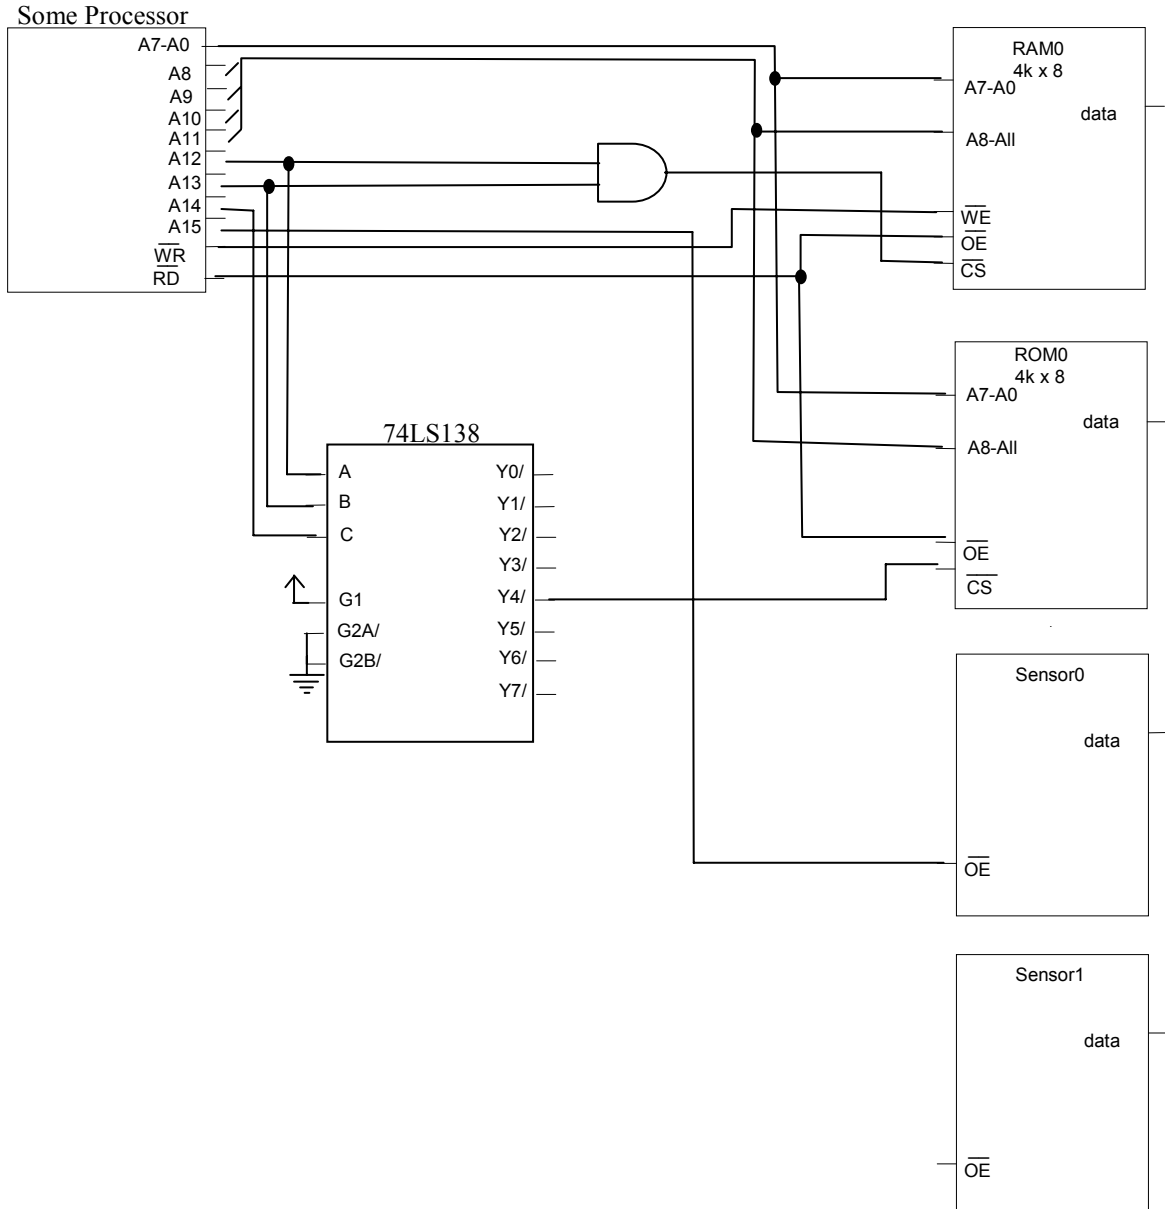 Some Processor
A7-A0
A8
A9
A10
A11
A12
A13
A14
A15
WR
RD
RAM0
4k x 8
A7-A0
data
A8-All
WE
OE
CS
ROM0
4k x 8
A7-A0
data
A8-All
OE
CS
74LS138
A Y0/
B Y1/
C Y2/
Y3/
G1 Y4/
G2A/ Y5/
G2B/ Y6/
Y7/
Sensor0
data
OE
Sensor1
data
OE